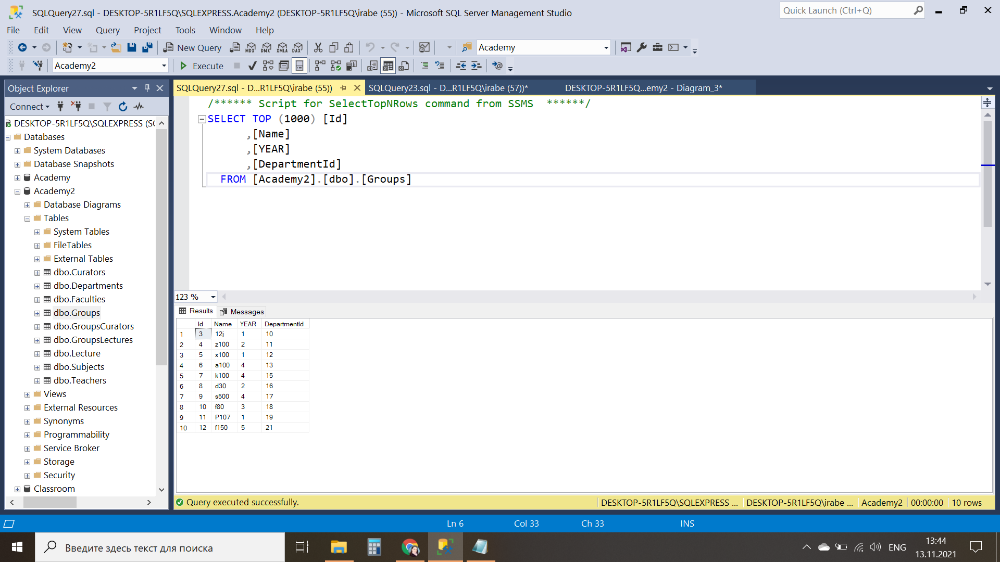 SQLQuery27.sql - DESKTOP-5R1LF5Q\SQLEXPRESS.Academy2 (DESKTOP-5R1LF5Q\irabe (55)) - Microsoft SQL Server Management Studio
Quick Launch (Ctrl+Q)
File Edit View Query Project Tools Window Help
New Query MDX DMX XMLA DAX Academy
Academy2 Execute
Object Explorer
Connect
DESKTOP-5R1LF5Q\SQLEXPRESS (SQ
Databases
System Databases
Database Snapshots
Academy
Academy2
Database Diagrams
Tables
System Tables
FileTables
External Tables
dbo.Curators
dbo.Departments
dbo.Faculties
dbo.Groups
dbo.GroupsCurators
dbo.GroupsLectures
dbo.Lecture
dbo.Subjects
dbo.Teachers
Views
External Resources
Synonyms
Programmability
Service Broker
Storage
Security
Classroom
SQLQuery27.sql - D...R1LF5Q\irabe (55)) SQLQuery23.sql - D...R1LF5Q\irabe (57))* DESKTOP-5R1LF5Q...emy2 - Diagram_3*
/****** Script for SelectTopNRows command from SSMS ******/
SELECT TOP (1000) [Id]
,[Name]
,[YEAR]
,[DepartmentId]
FROM [Academy2].[dbo].[Groups]
123 %
Results Messages
Id Name YEAR DepartmentId
1 3 12j 1 10
2 4 z100 2 11
3 5 x100 1 12
4 6 a100 4 13
5 7 k100 4 15
6 8 d30 2 16
7 9 s500 4 17
8 10 f80 3 18
9 11 P107 1 19
10 12 f150 5 21
Query executed successfully. DESKTOP-5R1LF5Q\SQLEXPRESS ... DESKTOP-5R1LF5Q\irabe ... Academy2 00:00:00 10 rows
Ln 6 Col 33 Ch 33 INS
Введите здесь текст для поиска
ENG
13:44
13.11.2021